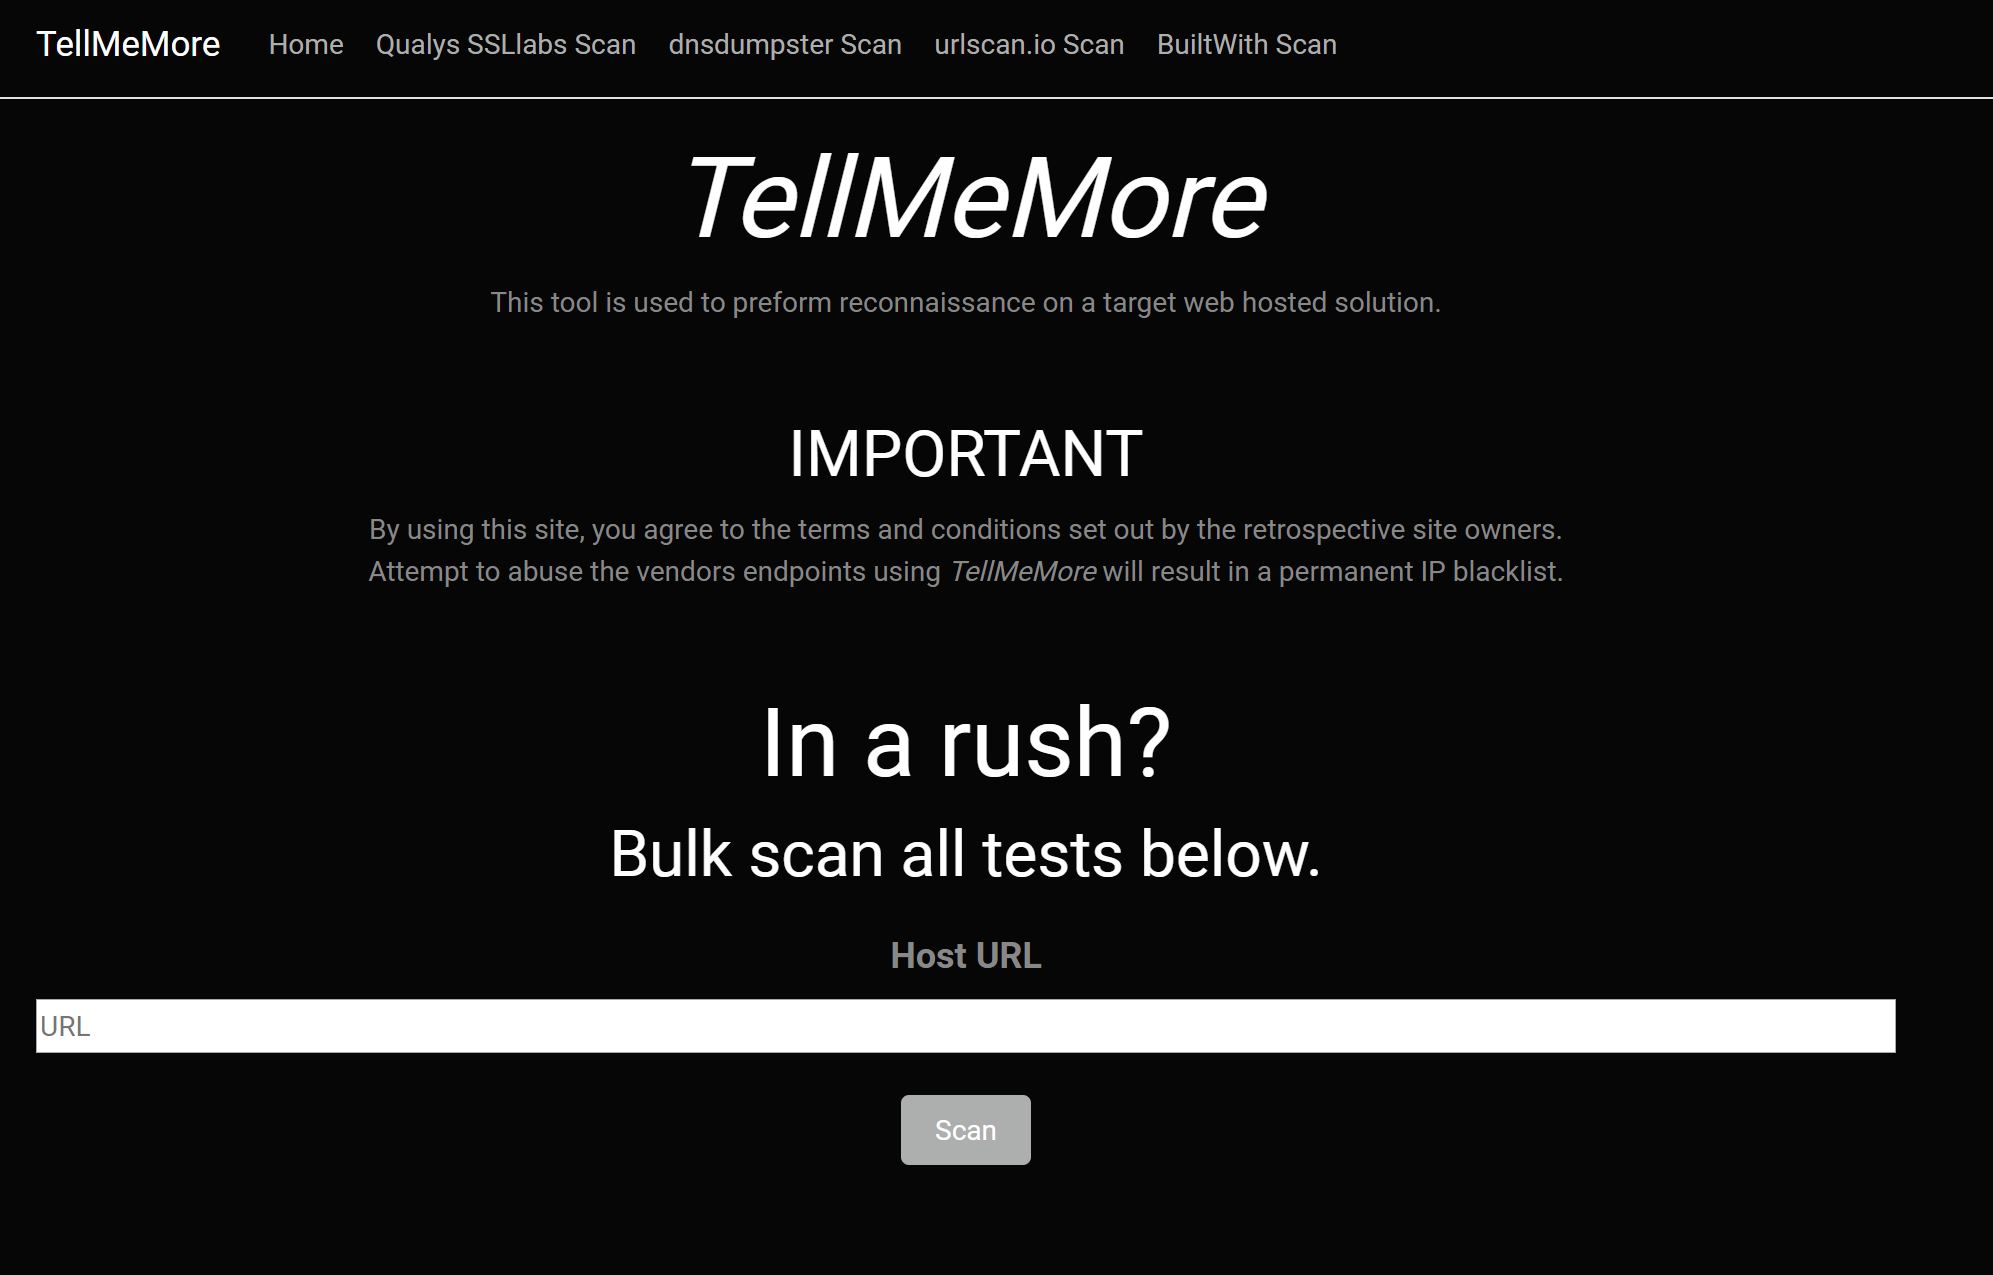 TellMeMore Home Qualys SSLlabs Scan dnsdumpster Scan urlscan.io Scan BuiltWith Scan
TellMeMore
This tool is used to preform reconnaissance on a target web hosted solution.
IMPORTANT
By using this site, you agree to the terms and conditions set out by the retrospective site owners.
Attempt to abuse the vendors endpoints using TellMeMore will result in a permanent IP blacklist.
In a rush?
Bulk scan all tests below.
Host URL
URL
Scan